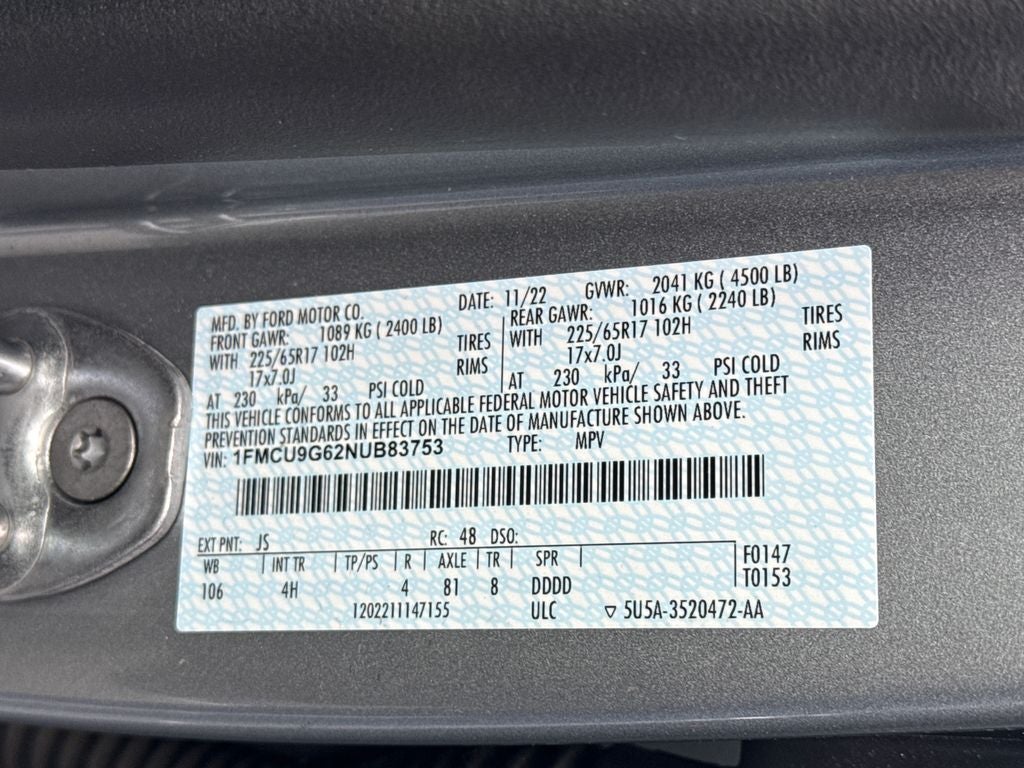 MFD. BY FORD MOTOR CO. DATE: 11/22 GVWR: 2041 KG ( 4500 LB)
FRONT GAWR: 1089 KG ( 2400 LB) REAR GAWR: 1016 KG ( 2240 LB)
WITH 225/65R17 102H TIRES WITH 225/65R17 102H TIRES
17x7.0J RIMS 17x7.0J RIMS
AT 230 kPa/ 33 PSI COLD AT 230 kPa/ 33 PSI COLD
THIS VEHICLE CONFORMS TO ALL APPLICABLE FEDERAL MOTOR VEHICLE SAFETY AND THEFT
PREVENTION STANDARDS IN EFFECT ON THE DATE OF MANUFACTURE SHOWN ABOVE.
VIN: 1FMCU9G62NUB83753 TYPE: MPV
EXT PNT: JS RC: 48 DSO:
WB INT TR TP/PS R AXLE TR SPR F0147
106 4H 4 81 8 DDDD T0153
1202211147155 ULC ▽ 5U5A-3520472-AA